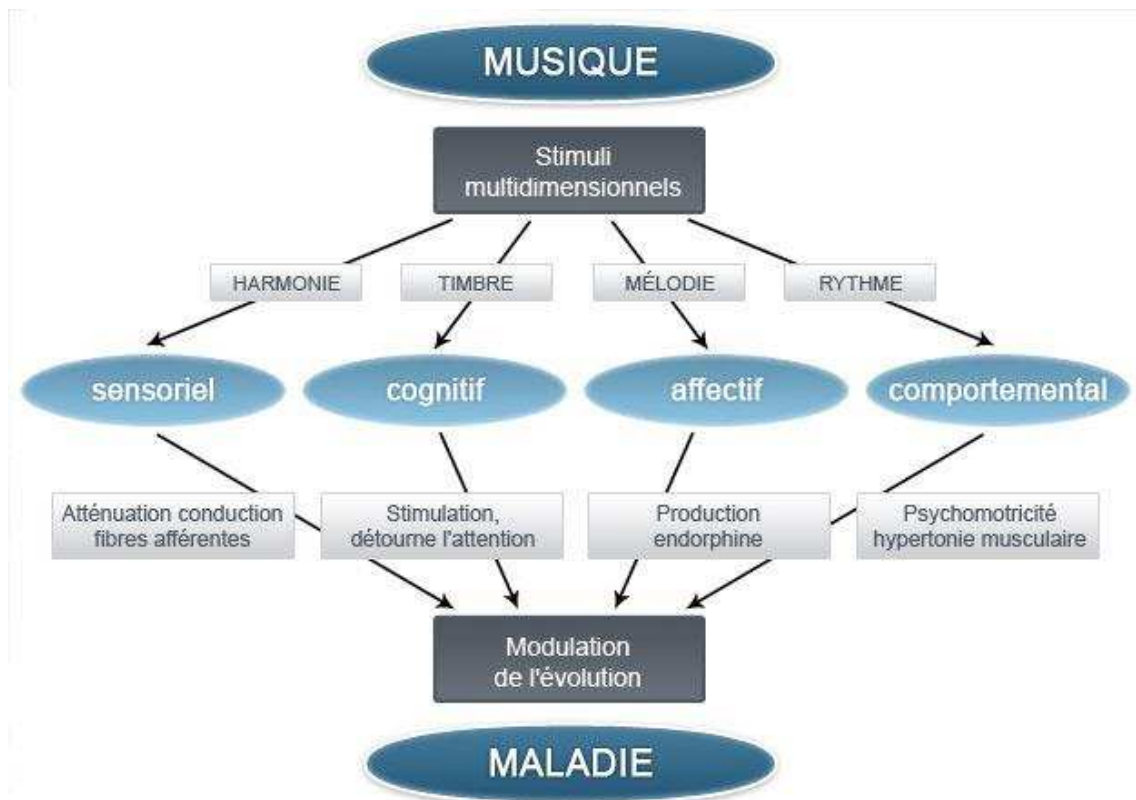 MUSIQUE
Stimuli
multidimensionnels
HARMONIE
TIMBRE
MÉLODIE
RYTHME
sensoriel
cognitif
affectif
comportemental
Atténuation conduction
fibres afférentes
Stimulation,
détourne l'attention
Production
endorphine
Psychomotricité
hypertonie musculaire
Modulation
de l'évolution
MALADIE